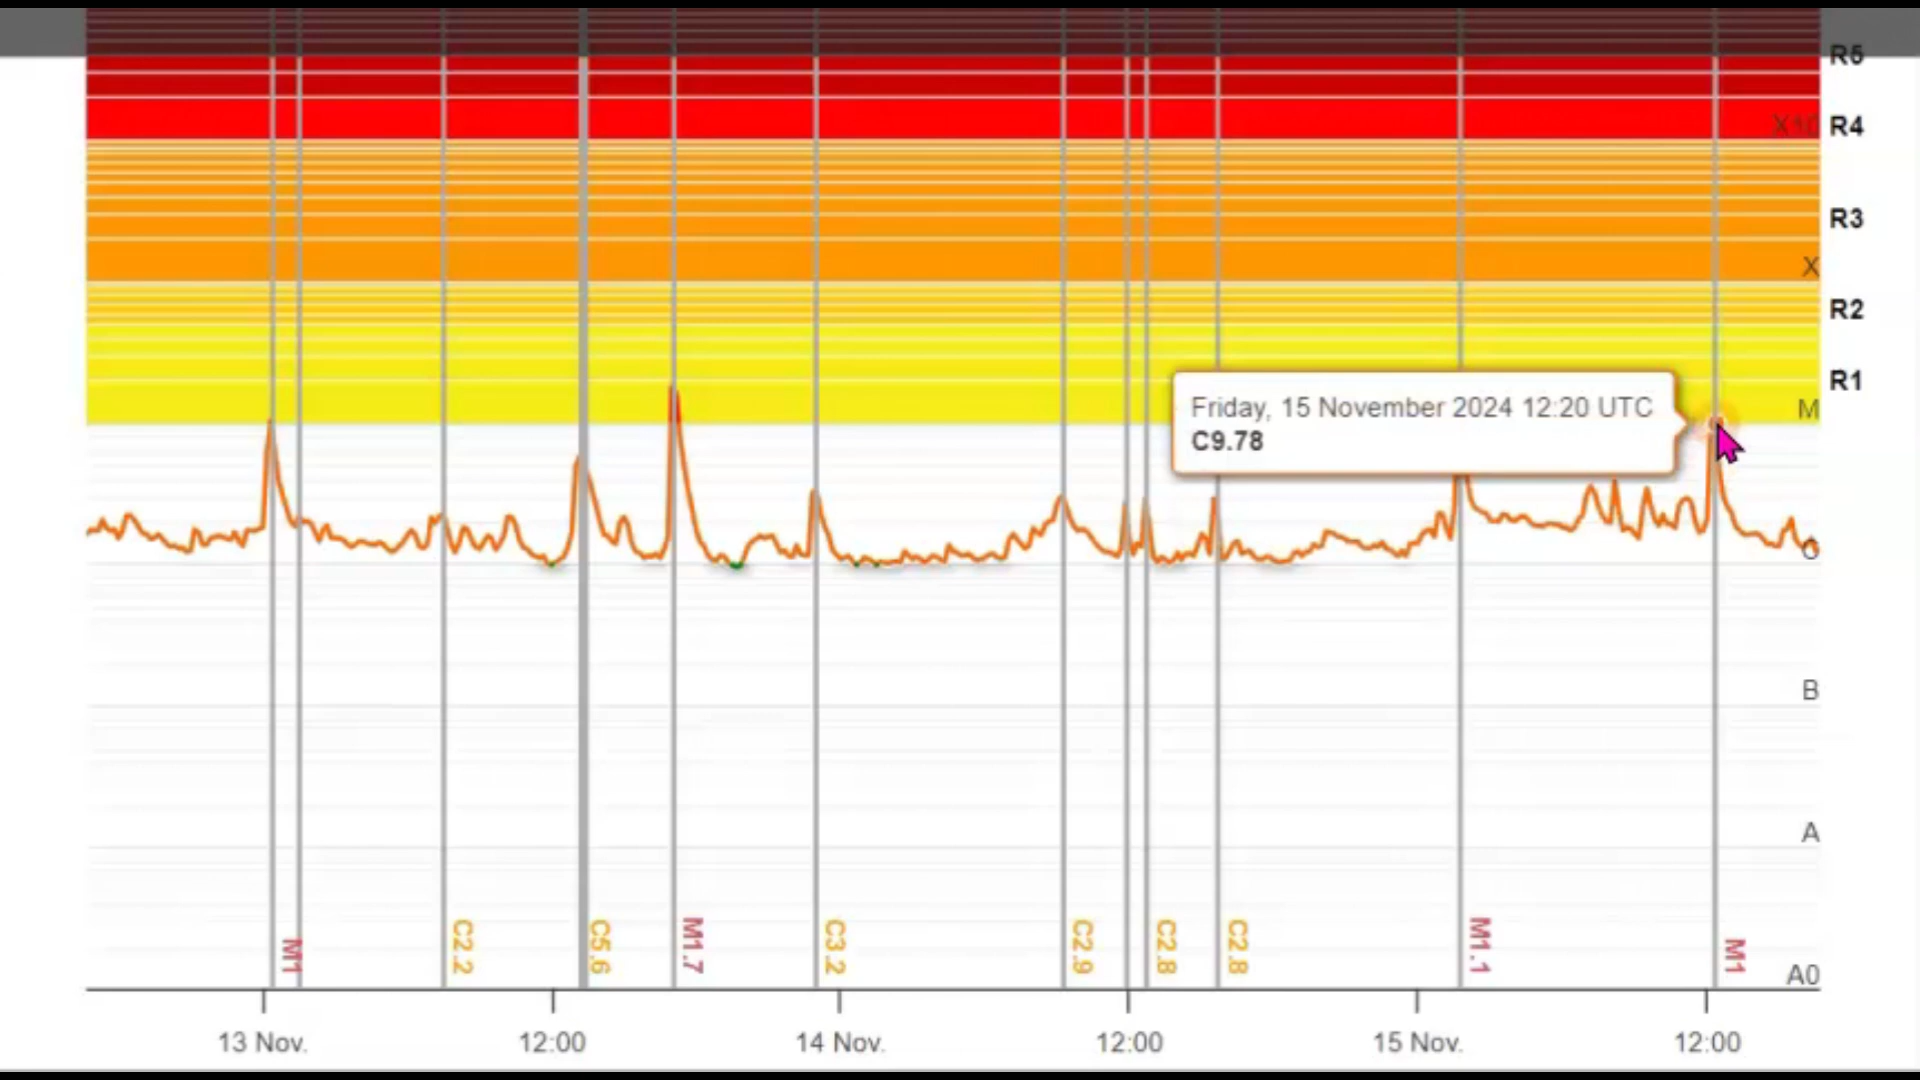 R5
X10 R4
R3
X
R2
R1
M
Friday, 15 November 2024 12:20 UTC
C9.78
C
B
A
A0
M1
C2.2
C5.6
M1.7
C3.2
C2.9
C2.8
C2.8
M1.1
M1
13 Nov. 12:00 14 Nov. 12:00 15 Nov. 12:00